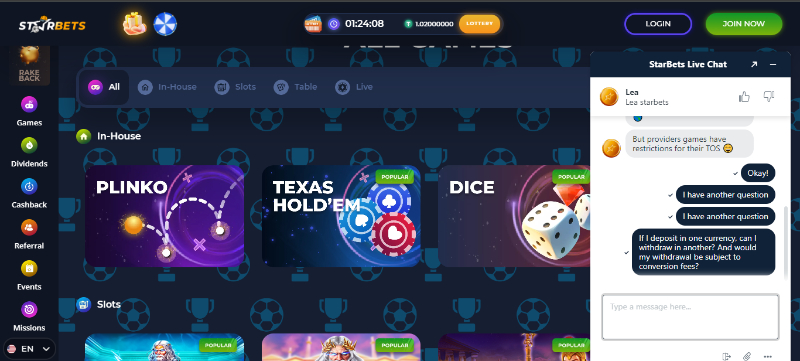 STARBETS
01:24:08
1.02000000
LOTTERY
LOGIN
JOIN NOW
RAKE
BACK
Games
Dividends
Cashback
Referral
Events
Missions
EN
ALL GAMES
All
In-House
Slots
Table
Live
In-House
PLINKO
POPULAR
TEXAS
HOLD'EM
POPULAR
DICE
Slots
POPULAR
POPULAR
StarBets Live Chat
Lea
Lea starbets
But providers games have
restrictions for their TOS
Okay!
I have another question
I have another question
If I deposit in one currency, can I
withdraw in another? And would
my withdrawal be subject to
conversion fees?
Type a message here...